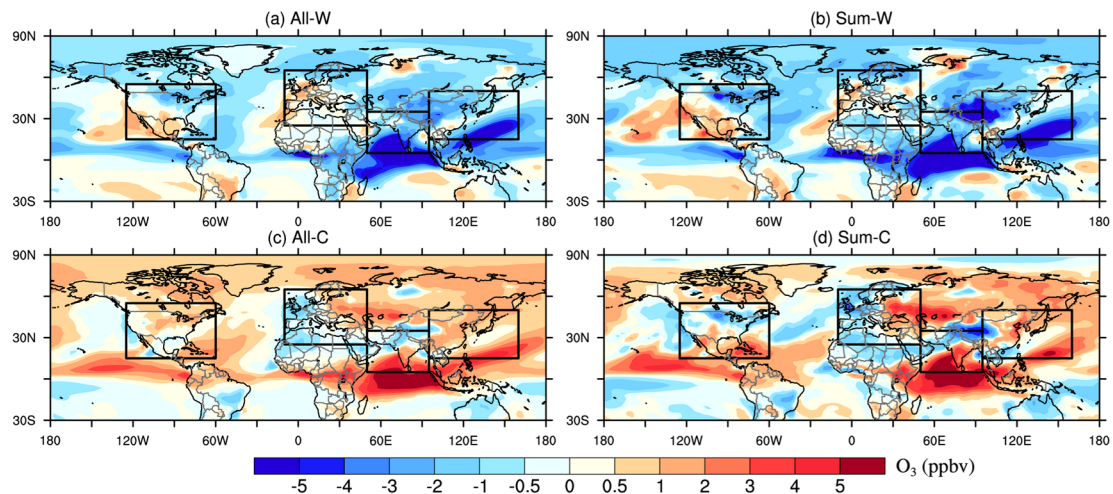 (a) All-W
(b) Sum-W
90N
30N
30S
180 120W 60W 0 60E 120E 180
90N
30N
30S
180 120W 60W 0 60E 120E 180
(c) All-C
(d) Sum-C
90N
30N
30S
180 120W 60W 0 60E 120E 180
90N
30N
30S
180 120W 60W 0 60E 120E 180
-5 -4 -3 -2 -1 -0.5 0 0.5 1 2 3 4 5
O₃ (ppbv)